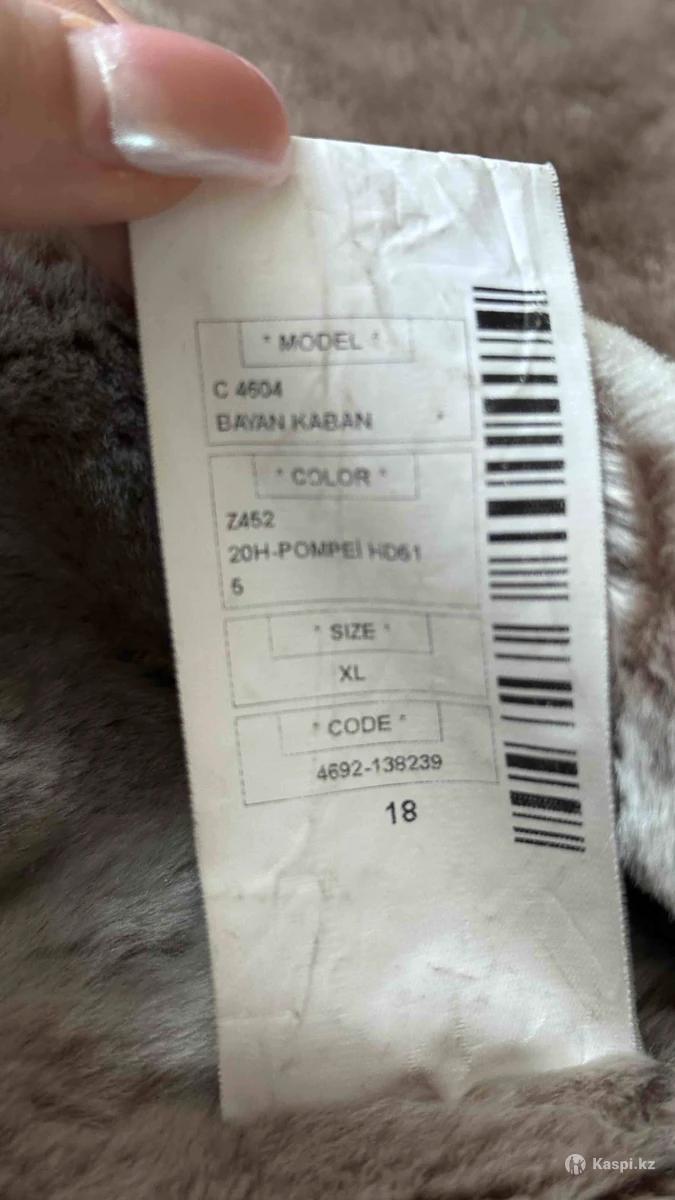 * MODEL *
C 4604
BAYAN KABAN
* COLOR *
Z452
20H-POMPEİ HD61
5
* SIZE *
XL
* CODE *
4692-138239
18
Kaspi.kz